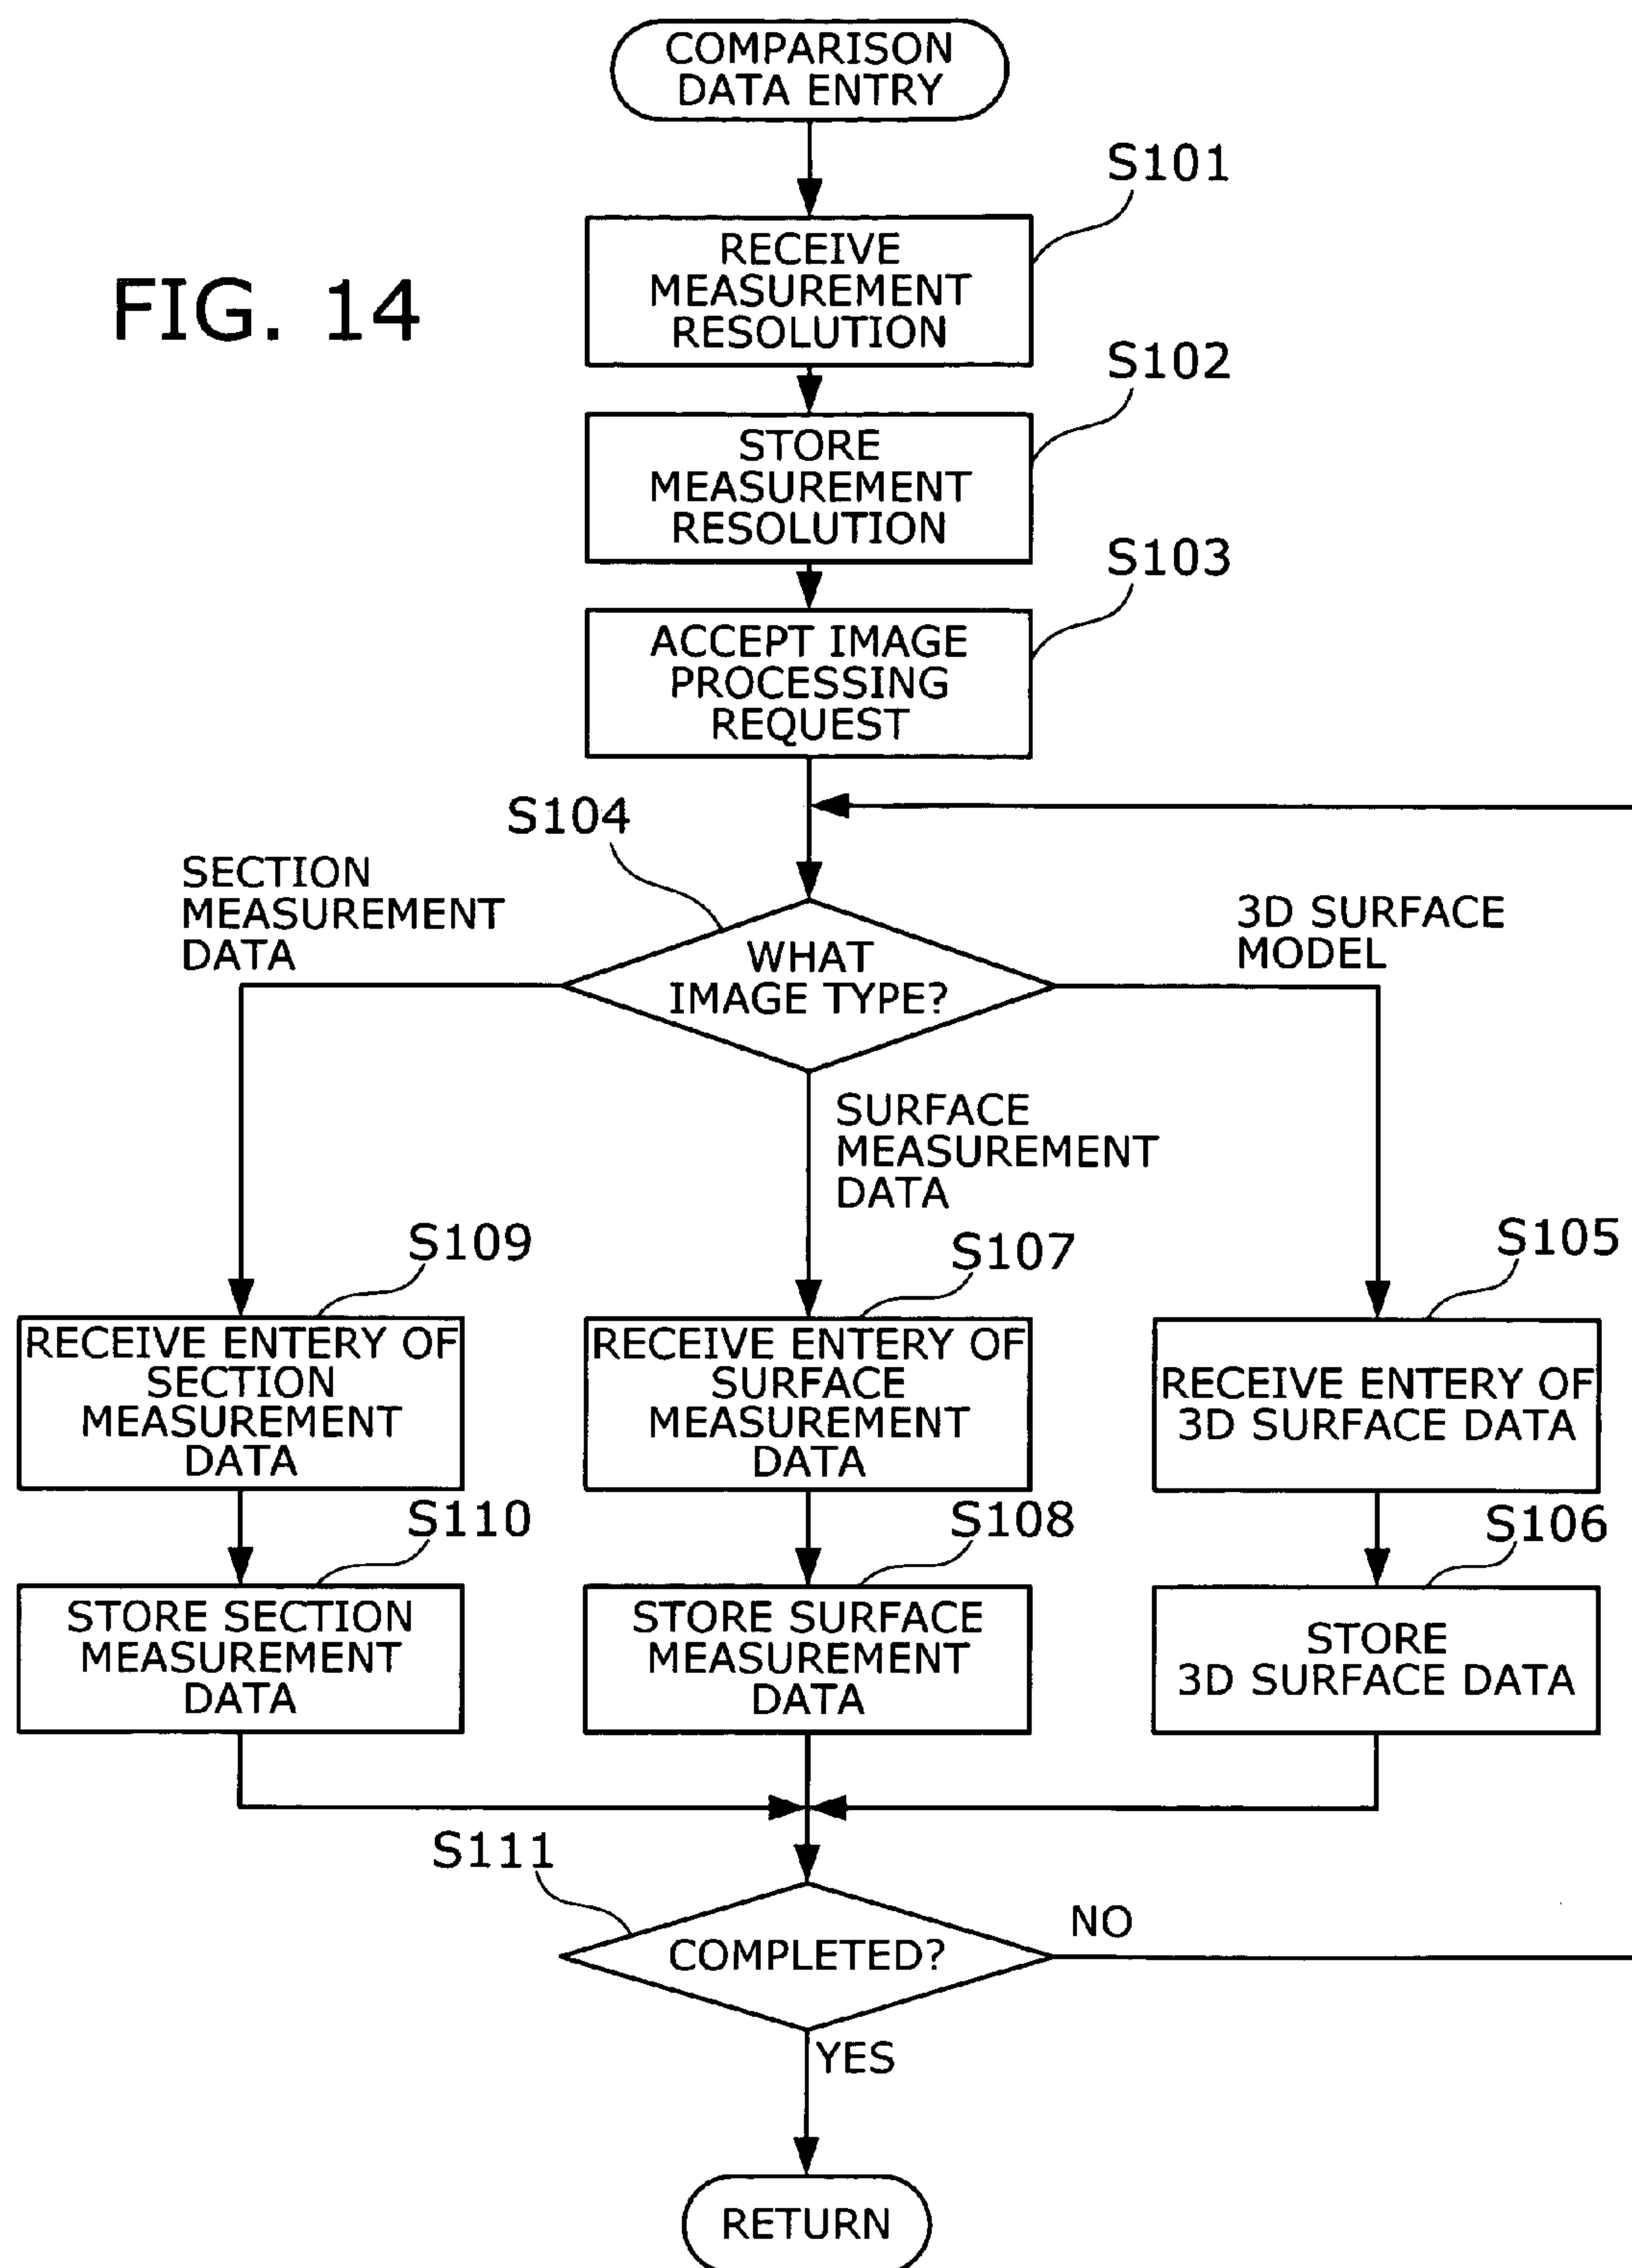 COMPARISON
DATA ENTRY
S101
RECEIVE
MEASUREMENT
RESOLUTION
FIG. 14
S102
STORE
MEASUREMENT
RESOLUTION
S103
ACCEPT IMAGE
PROCESSING
REQUEST
S104
SECTION
MEASUREMENT
DATA
WHAT
IMAGE TYPE?
3D SURFACE
MODEL
SURFACE
MEASUREMENT
DATA
S109
RECEIVE ENTERY OF
SECTION
MEASUREMENT
DATA
S107
RECEIVE ENTERY OF
SURFACE
MEASUREMENT
DATA
S105
RECEIVE ENTERY OF
3D SURFACE DATA
S110
STORE SECTION
MEASUREMENT
DATA
S108
STORE SURFACE
MEASUREMENT
DATA
S106
STORE
3D SURFACE DATA
S111
COMPLETED?
NO
YES
RETURN